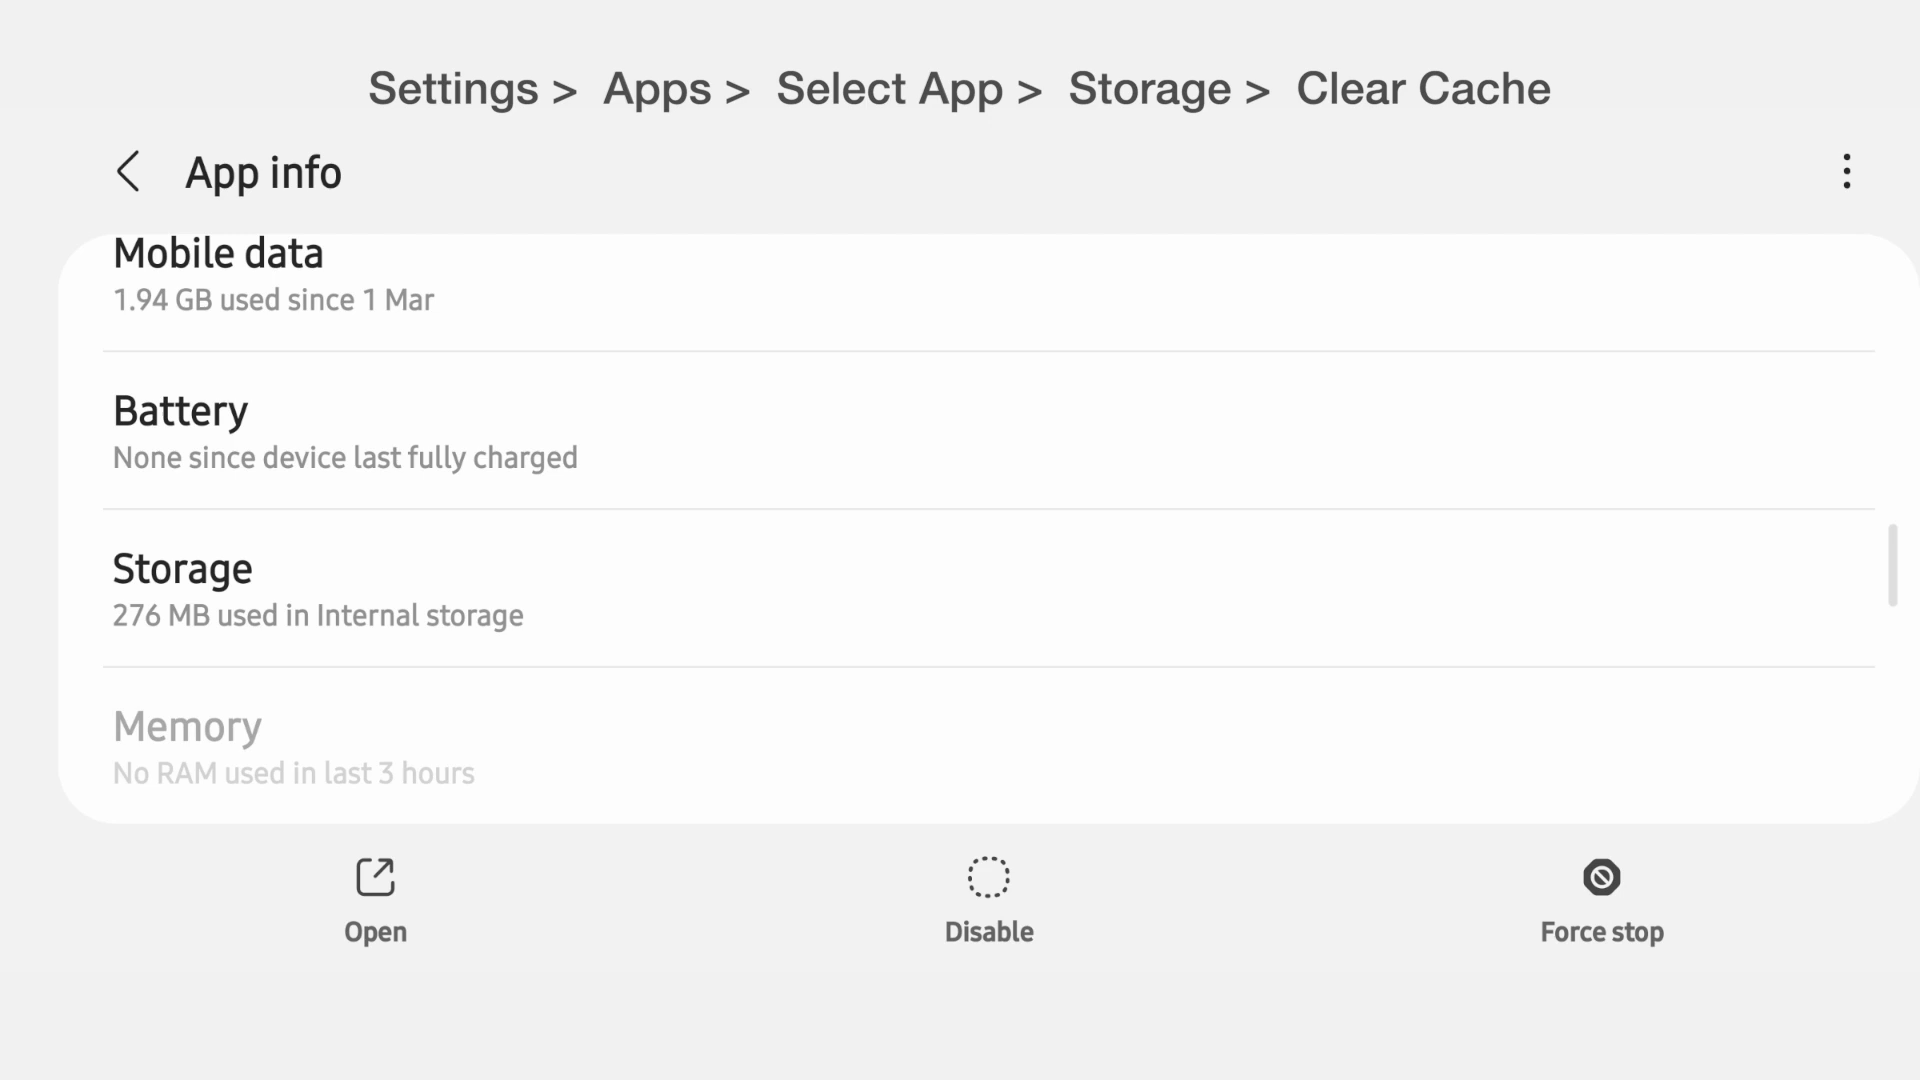 Settings > Apps > Select App > Storage > Clear Cache
App info
Mobile data
1.94 GB used since 1 Mar
Battery
None since device last fully charged
Storage
276 MB used in Internal storage
Memory
No RAM used in last 3 hours
Open
Disable
Force stop